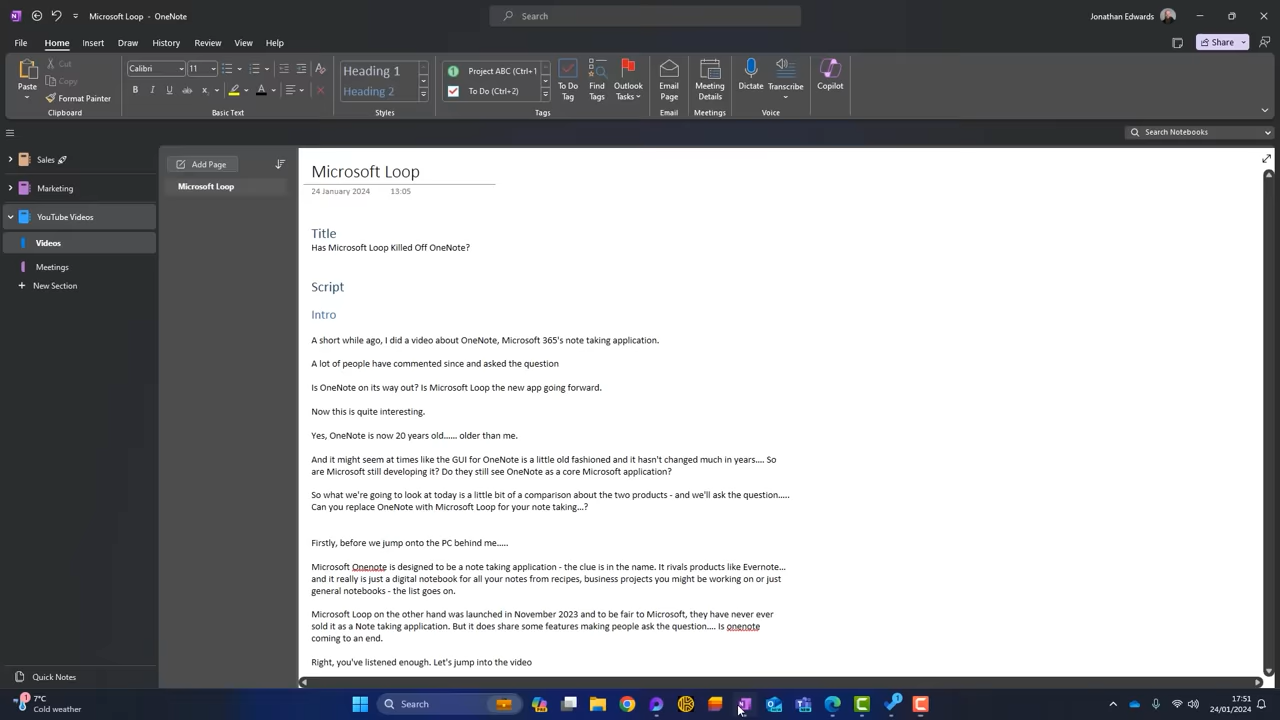 Microsoft Loop - OneNote
Search
Jonathan Edwards
File Home Insert Draw History Review View Help
Share
Paste
Cut
Copy
Format Painter
Clipboard
Calibri 11
B I U ab x A
Basic Text
Heading 1
Heading 2
Styles
Project ABC (Ctrl+1
To Do (Ctrl+2)
Tags
To Do
Tag
Find
Tags
Outlook
Tasks
Email
Page
Email
Meeting
Details
Meetings
Dictate
Transcribe
Voice
Copilot
Search Notebooks
Sales
Marketing
YouTube Videos
Videos
Meetings
New Section
Quick Notes
Add Page
Microsoft Loop
Microsoft Loop
24 January 2024 13:05
Title
Has Microsoft Loop Killed Off OneNote?
Script
Intro
A short while ago, I did a video about OneNote, Microsoft 365's note taking application.
A lot of people have commented since and asked the question
Is OneNote on its way out? Is Microsoft Loop the new app going forward.
Now this is quite interesting.
Yes, OneNote is now 20 years old...... older than me.
And it might seem at times like the GUI for OneNote is a little old fashioned and it hasn't changed much in years.... So
are Microsoft still developing it? Do they still see OneNote as a core Microsoft application?
So what we're going to look at today is a little bit of a comparison about the two products - and we'll ask the question.....
Can you replace OneNote with Microsoft Loop for your note taking...?
Firstly, before we jump onto the PC behind me.....
Microsoft Onenote is designed to be a note taking application - the clue is in the name. It rivals products like Evernote...
and it really is just a digital notebook for all your notes from recipes, business projects you might be working on or just
general notebooks - the list goes on.
Microsoft Loop on the other hand was launched in November 2023 and to be fair to Microsoft, they have never ever
sold it as a Note taking application. But it does share some features making people ask the question.... Is onenote
coming to an end.
Right, you've listened enough. Let's jump into the video
7°C
Cold weather
Search
17:51
24/01/2024